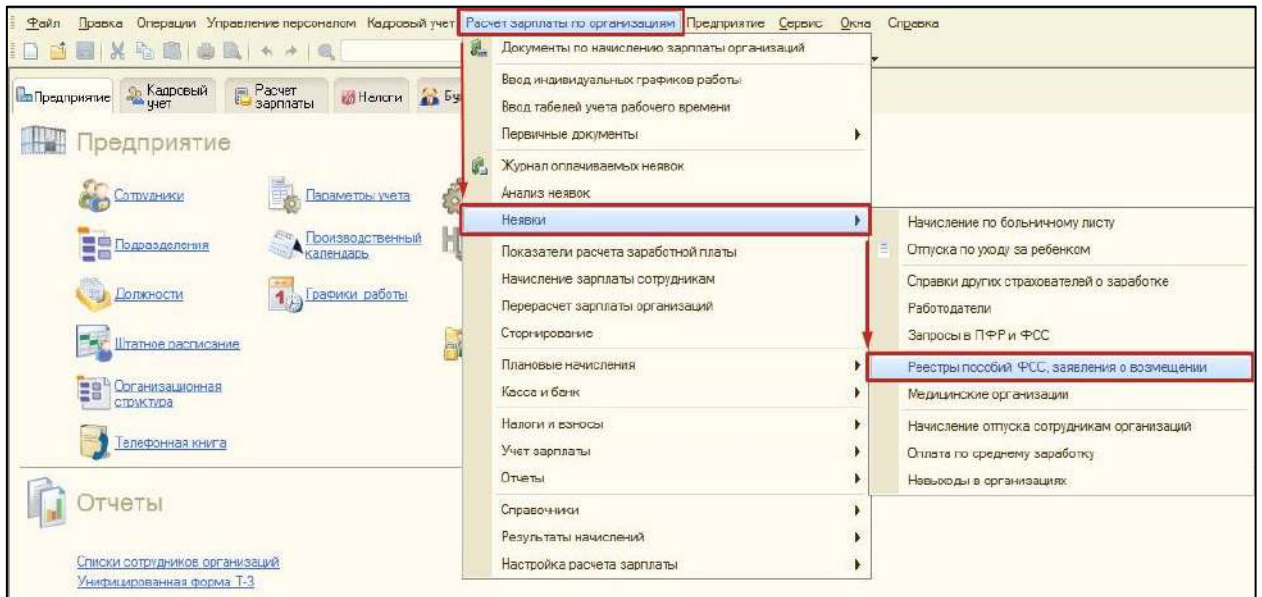 Файл Правка Операции Управление персоналом Кадровый учет Расчет зарплаты по организациям Предприятие Сервис Окна Справка
Предприятие
Кадровый учет
Расчет зарплаты
Налоги
Предприятие
Сотрудники
Параметры учета
Подразделения
Производственный
календарь
Должности
Графики работы
Штатное расписание
Организационная
структура
Телефонная книга
Отчеты
Списки сотрудников организаций
Унифицированная форма Т-3
Документы по начислению зарплаты организаций
Ввод индивидуальных графиков работы
Ввод табелей учета рабочего времени
Первичные документы
Журнал оплачиваемых неявок
Анализ неявок
Неявки
Показатели расчета заработной платы
Начисление зарплаты сотрудникам
Перерасчет зарплаты организаций
Сторнирование
Плановые начисления
Касса и банк
Налоги и взносы
Учет зарплаты
Отчеты
Справочники
Результаты начислений
Настройка расчета зарплаты
Начисление по больничному листу
Отпуска по уходу за ребенком
Справки других страхователей о заработке
Работодатели
Запросы в ПФР и ФСС
Реестры пособий ФСС, заявления о возмещении
Медицинские организации
Начисление отпуска сотрудникам организаций
Оплата по среднему заработку
Невыходы в организациях